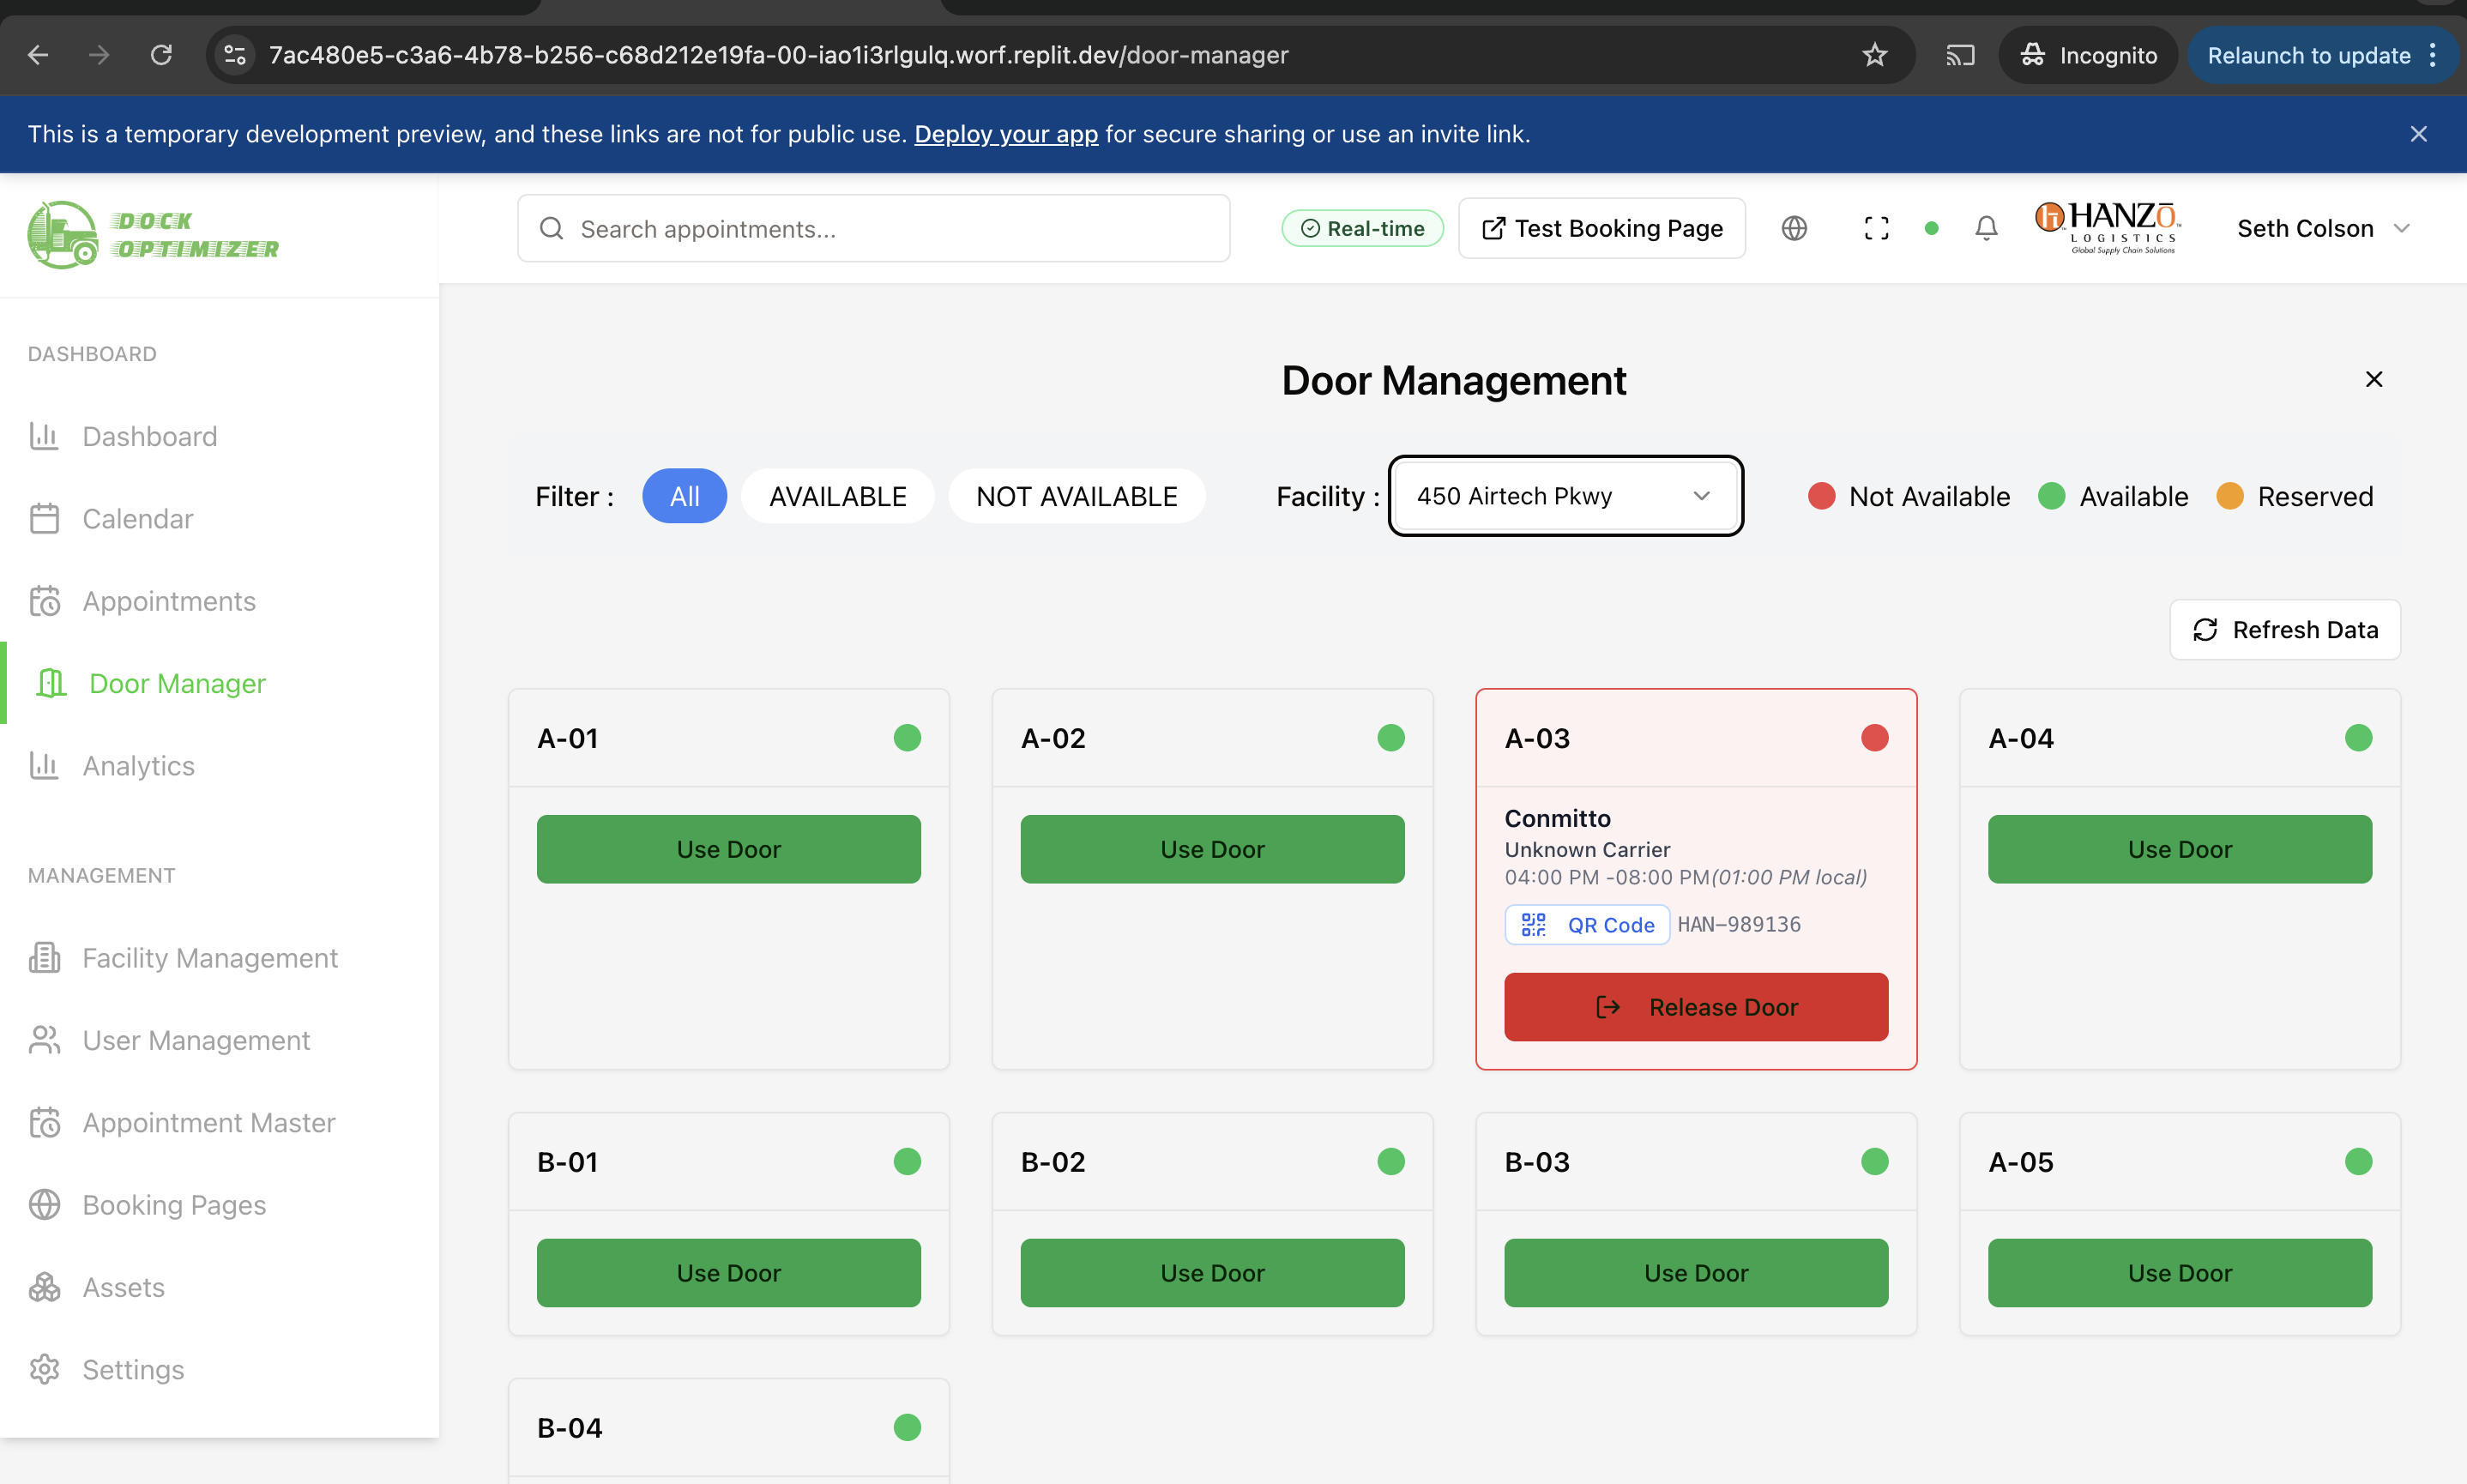 7ac480e5-c3a6-4b78-b256-c68d212e19fa-00-iao1i3rlgulq.worf.replit.dev/door-manager
Incognito
Relaunch to update
This is a temporary development preview, and these links are not for public use. Deploy your app for secure sharing or use an invite link.
DOCK
OPTIMIZER
Search appointments...
Real-time
Test Booking Page
HANZŌ
LOGISTICS
Global Supply Chain Solutions
Seth Colson
DASHBOARD
Dashboard
Calendar
Appointments
Door Manager
Analytics
MANAGEMENT
Facility Management
User Management
Appointment Master
Booking Pages
Assets
Settings
Door Management
Filter :
All
AVAILABLE
NOT AVAILABLE
Facility :
450 Airtech Pkwy
Not Available
Available
Reserved
Refresh Data
A-01
Use Door
A-02
Use Door
A-03
Conmitto
Unknown Carrier
04:00 PM -08:00 PM(01:00 PM local)
QR Code HAN-989136
Release Door
A-04
Use Door
B-01
Use Door
B-02
Use Door
B-03
Use Door
A-05
Use Door
B-04